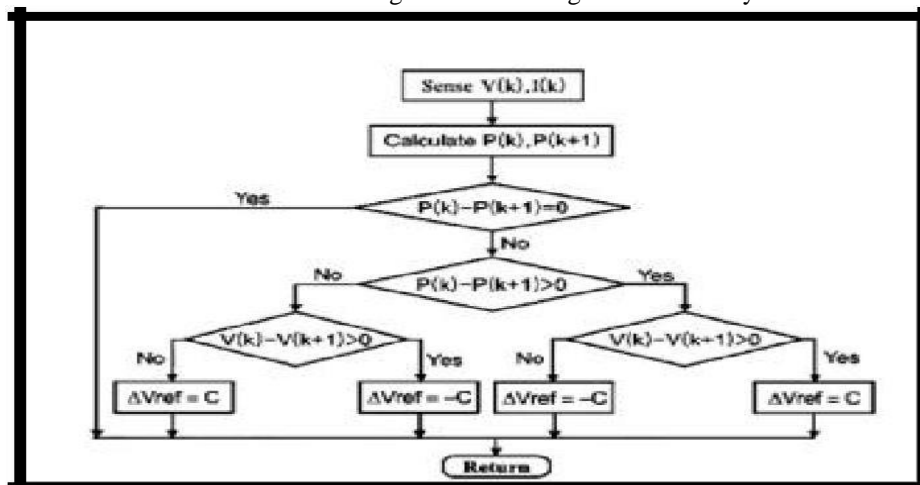 Sense V(k),I(k)
Calculate P(k),P(k+1)
Yes
P(k)-P(k+1)=0
No
No
P(k)-P(k+1)>0
Yes
V(k)-V(k+1)>0
V(k)-V(k+1)>0
No
Yes
No
Yes
ΔVref = C
ΔVref = -C
ΔVref = -C
ΔVref = C
Return